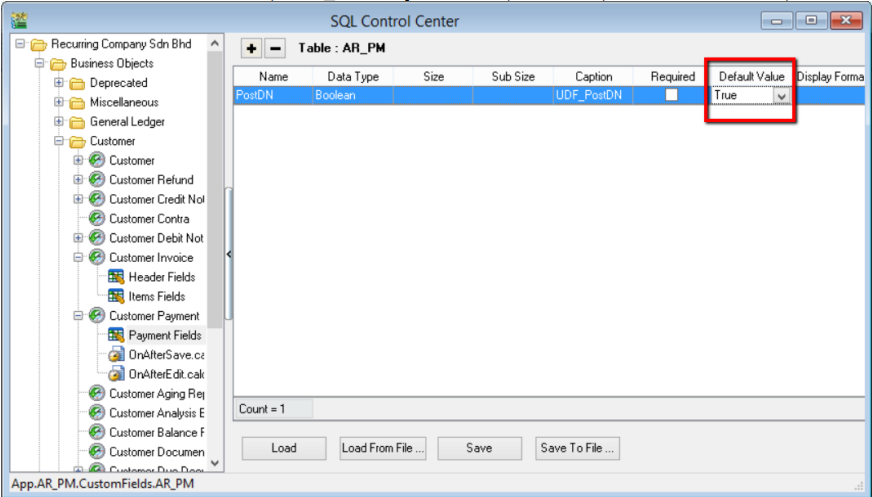 SQL Control Center
Recurring Company Sdn Bhd
Business Objects
Deprecated
Miscellaneous
General Ledger
Customer
Customer
Customer Refund
Customer Credit Not
Customer Contra
Customer Debit Not
Customer Invoice
Header Fields
Items Fields
Customer Payment
Payment Fields
OnAfterSave.ca
OnAfterEdit.calc
Customer Aging Rep
Customer Analysis E
Customer Balance F
Customer Documen
Customer Due Docu
Table : AR_PM
Name Data Type Size Sub Size Caption Required Default Value Display Forma
PostDN Boolean UDF_PostDN True
Count = 1
Load Load From File ... Save Save To File ...
App.AR_PM.CustomFields.AR_PM